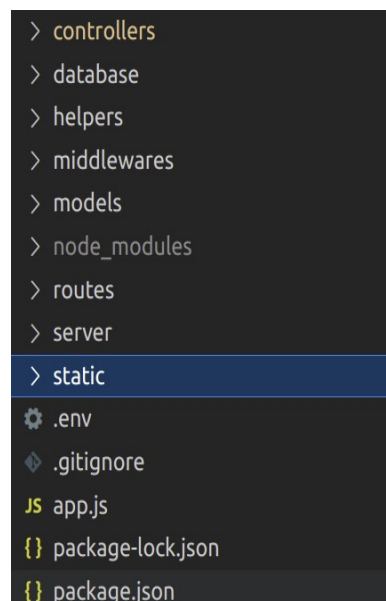 > controllers
> database
> helpers
> middlewares
> models
> node_modules
> routes
> server
> static
.env
.gitignore
JS app.js
{} package-lock.json
{} package.json